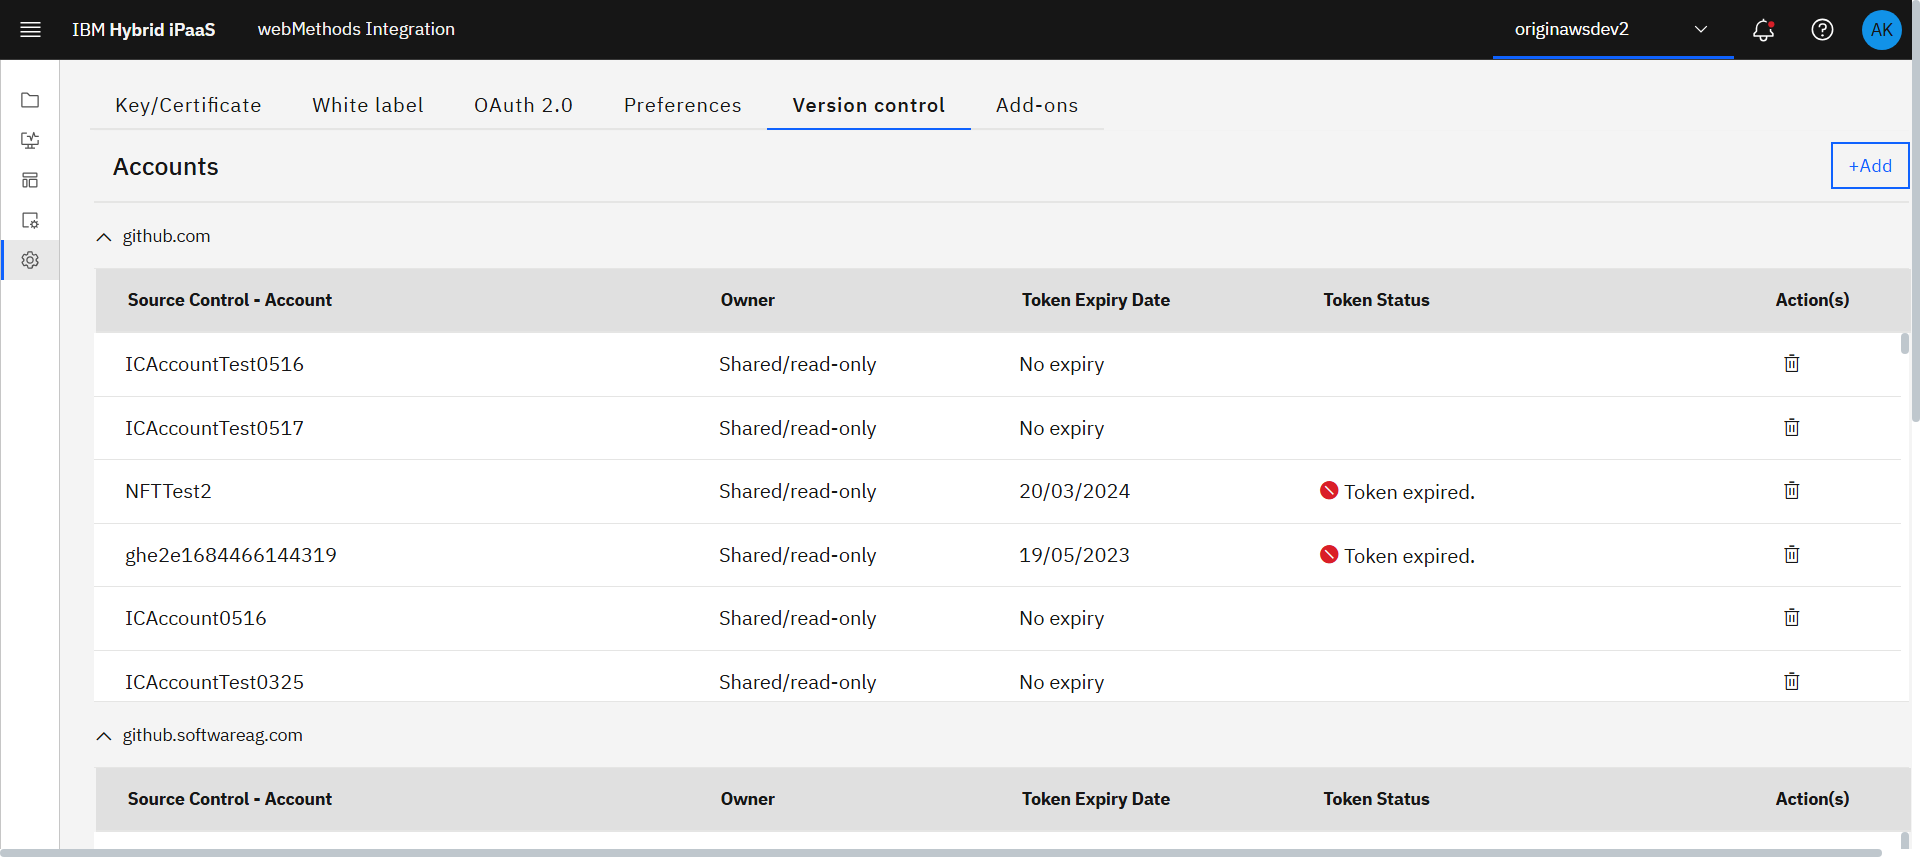 IBM Hybrid iPaaS webMethods Integration originawsdev2 AK
Key/Certificate White label OAuth 2.0 Preferences Version control Add-ons
Accounts +Add
github.com
Source Control - Account Owner Token Expiry Date Token Status Action(s)
ICAccountTest0516 Shared/read-only No expiry
ICAccountTest0517 Shared/read-only No expiry
NFTTest2 Shared/read-only 20/03/2024 Token expired.
ghe2e1684466144319 Shared/read-only 19/05/2023 Token expired.
ICAccount0516 Shared/read-only No expiry
ICAccountTest0325 Shared/read-only No expiry
github.softwareag.com
Source Control - Account Owner Token Expiry Date Token Status Action(s)